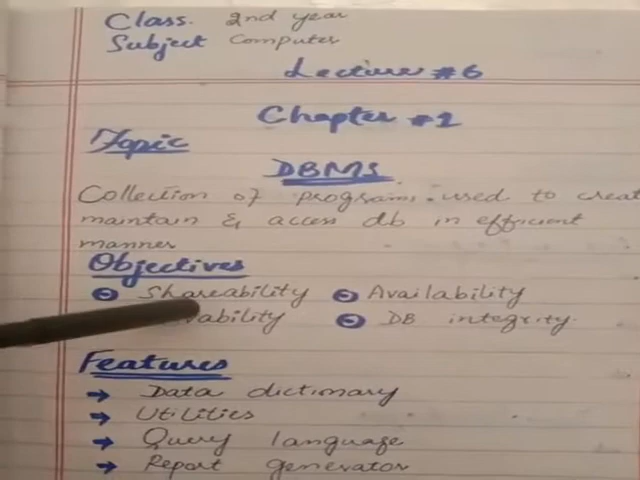 Class. 2nd year
Subject Computer
Lecture #6
Chapter #1
Topic
DBMS
Collection of programs used to creat
maintain & access db in efficient
manner
Objectives
Shareability Availability
DB integrity.
Features
→ Data dictionary
→ Utilities
→ Query language
→ Report generator